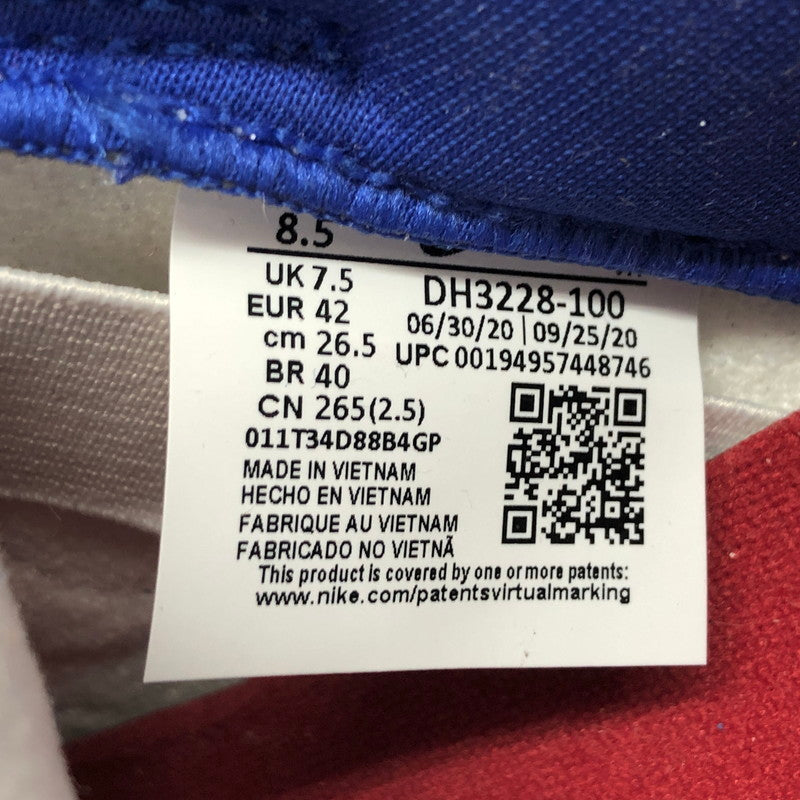 8.5
UK 7.5
EUR 42
cm 26.5
BR 40
CN 265(2.5)
011T34D88B4GP
DH3228-100
06/30/20 | 09/25/20
UPC 00194957448746
MADE IN VIETNAM
HECHO EN VIETNAM
FABRIQUE AU VIETNAM
FABRICADO NO VIETNÃ
This product is covered by one or more patents:
www.nike.com/patentsvirtualmarking